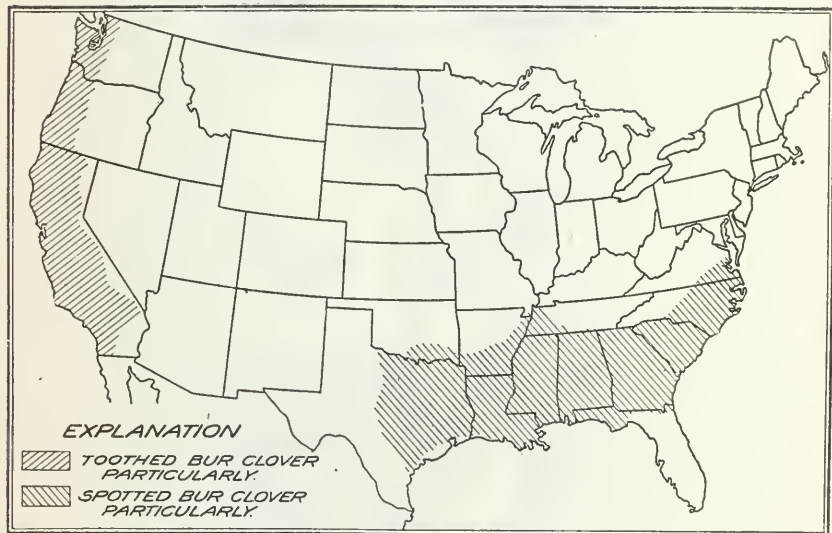 EXPLANATION
TOOTHED BUR CLOVER
PARTICULARLY.
SPOTTED BUR CLOVER
PARTICULARLY.